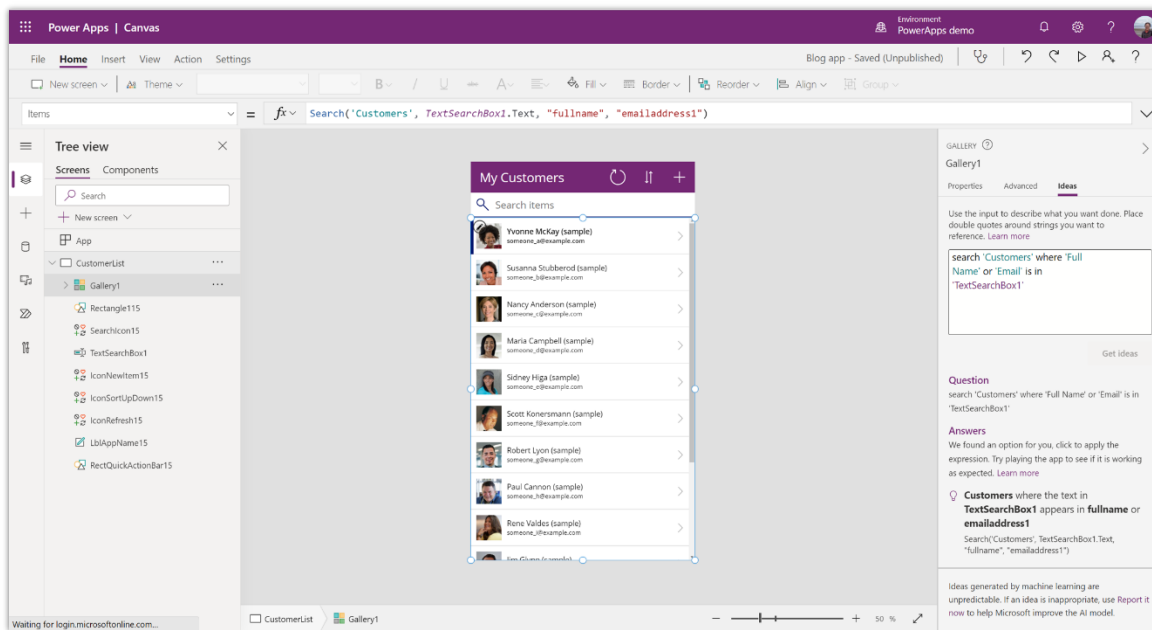 Power Apps | Canvas
Environment
PowerApps demo
File Home Insert View Action Settings
Blog app - Saved (Unpublished)
New screen Theme B / U A Fill Border Reorder Align Group
Items = fx Search('Customers', TextSearchBox1.Text, "fullname", "emailaddress1")
Tree view
Screens Components
Search
New screen
App
CustomerList
Gallery1
Rectangle115
SearchIcon15
TextSearchBox1
IconNewItem15
IconSortUpDown15
IconRefresh15
LblAppName15
RectQuickActionBar15
Waiting for login.microsoftonline.com...
My Customers
Search items
Yvonne McKay (sample)
someone_a@example.com
Susanna Stubberod (sample)
someone_b@example.com
Nancy Anderson (sample)
someone_c@example.com
Maria Campbell (sample)
someone_d@example.com
Sidney Higa (sample)
someone_e@example.com
Scott Konersmann (sample)
someone_f@example.com
Robert Lyon (sample)
someone_g@example.com
Paul Cannon (sample)
someone_h@example.com
Rene Valdes (sample)
someone_i@example.com
Jim Glynn (sample)
CustomerList Gallery1
50 %
GALLERY
Gallery1
Properties Advanced Ideas
Use the input to describe what you want done. Place
double quotes around strings you want to
reference. Learn more
search 'Customers' where 'Full
Name' or 'Email' is in
'TextSearchBox1'
Get ideas
Question
search 'Customers' where 'Full Name' or 'Email' is in
'TextSearchBox1'
Answers
We found an option for you, click to apply the
expression. Try playing the app to see if it is working
as expected. Learn more
Customers where the text in
TextSearchBox1 appears in fullname or
emailaddress1
Search('Customers', TextSearchBox1.Text,
"fullname", "emailaddress1")
Ideas generated by machine learning are
unpredictable. If an idea is inappropriate, use Report it
now to help Microsoft improve the AI model.